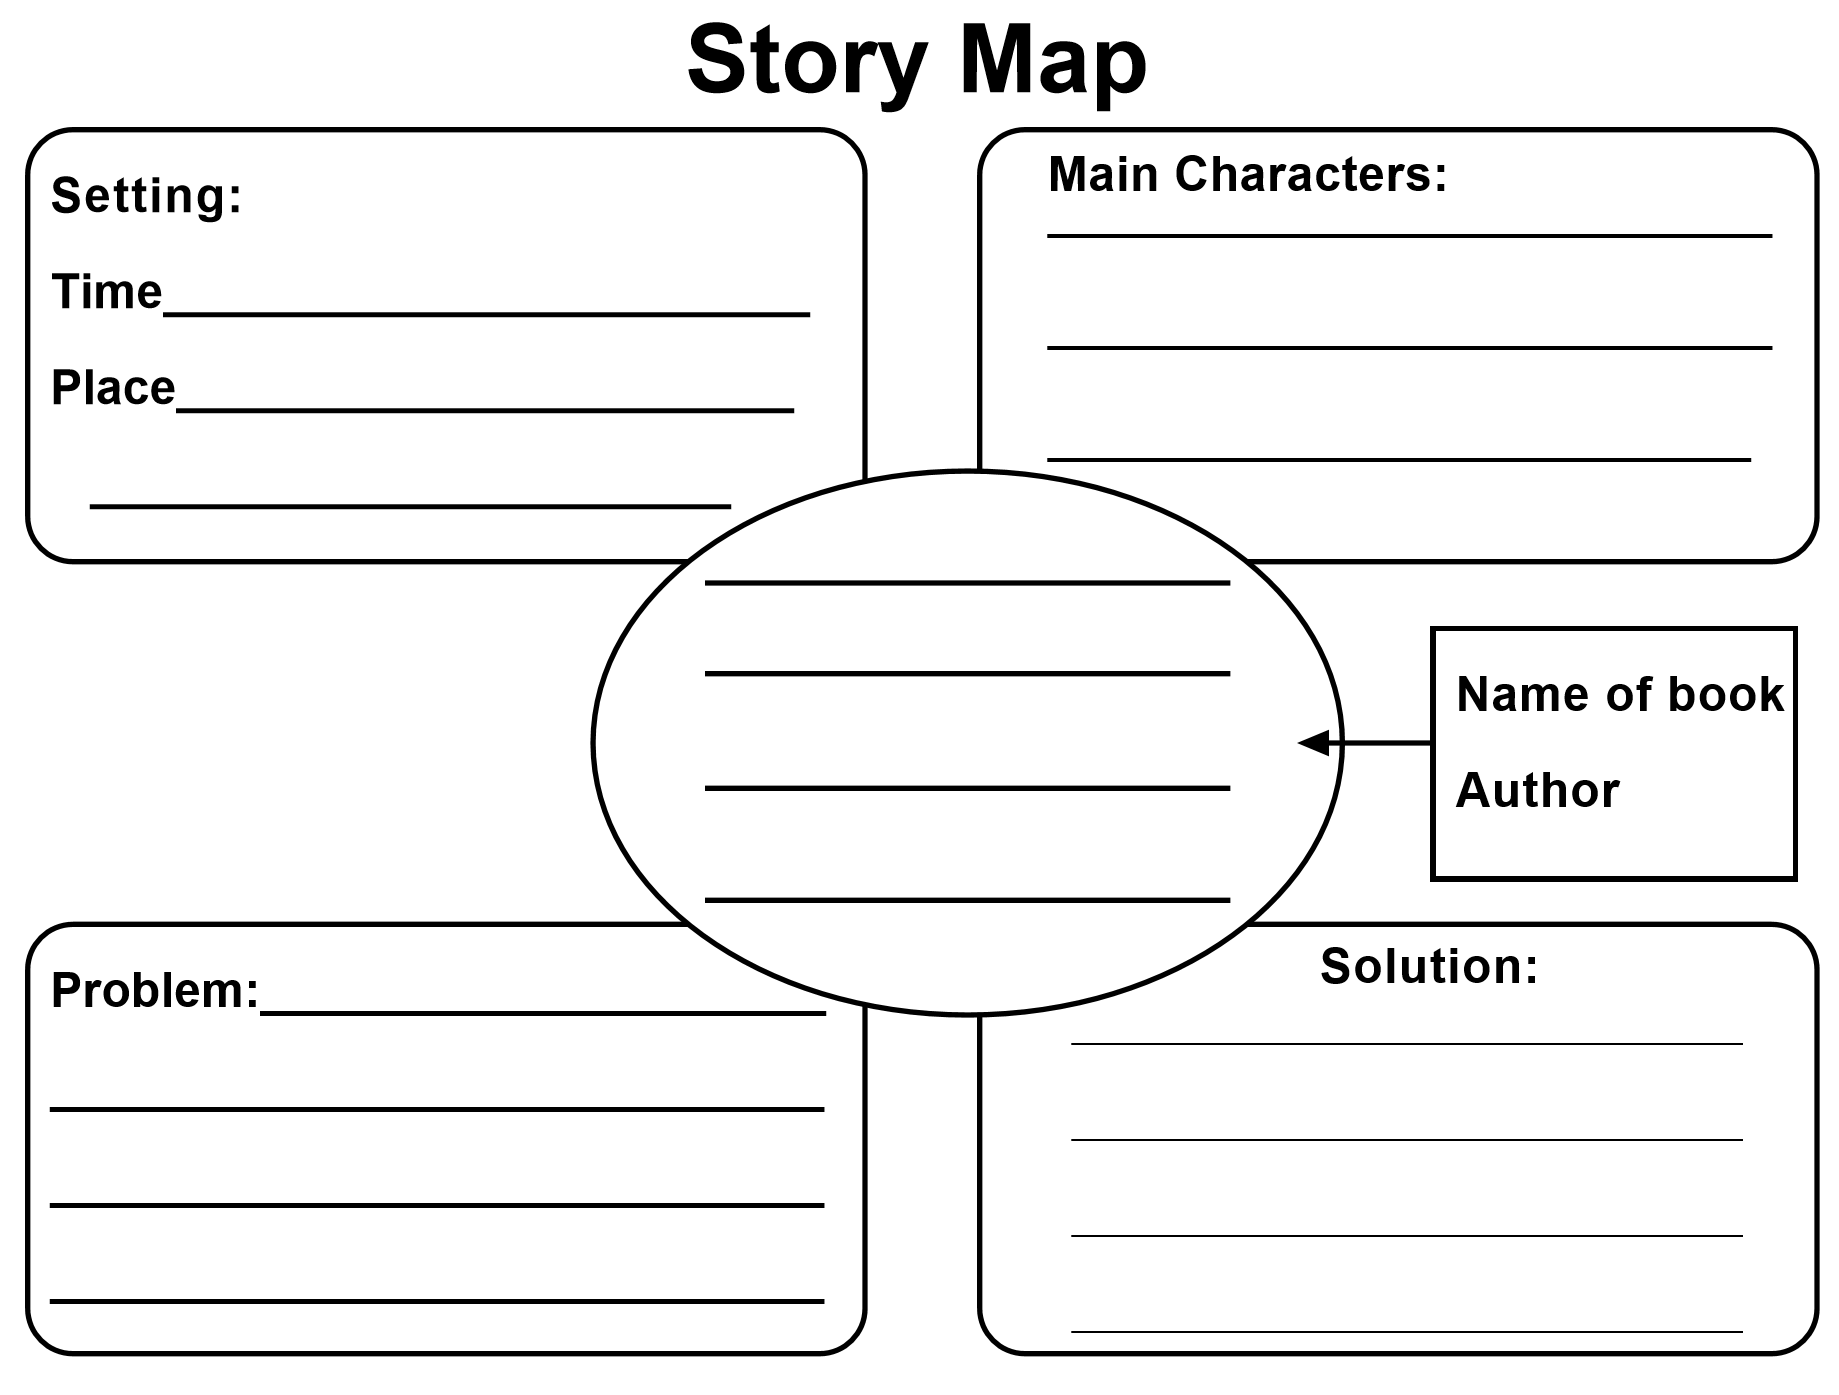 Story Map
Setting:
Time
Place
Main Characters:
Name of book
Author
Problem:
Solution: